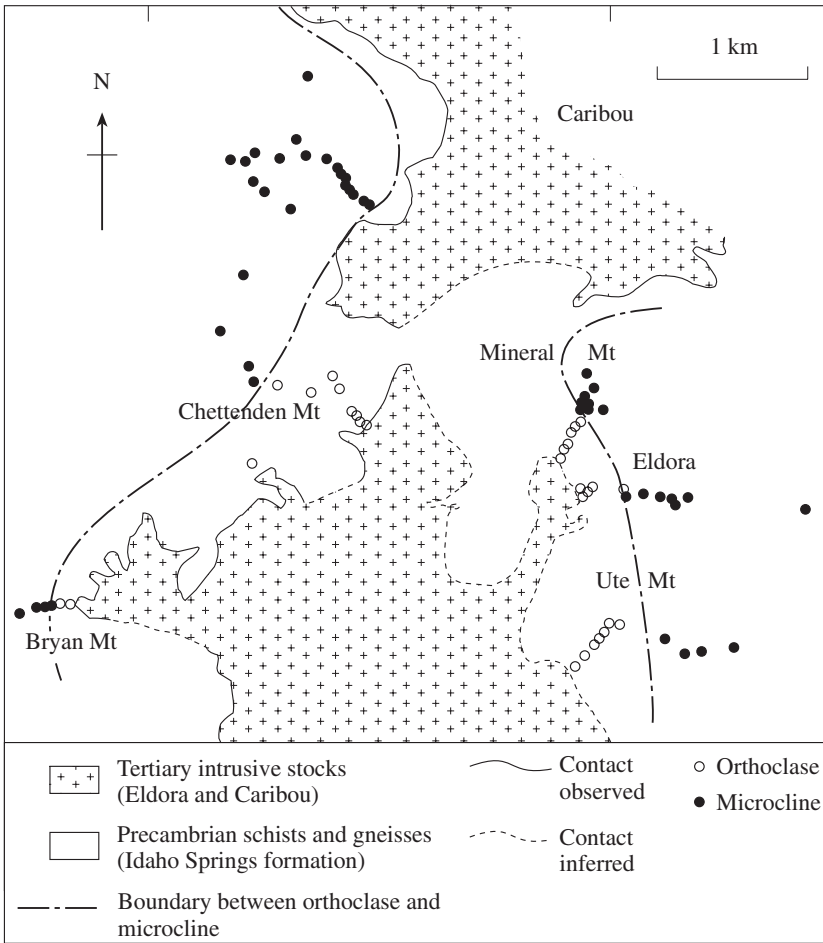 1 km
N
Caribou
Mineral Mt
Chettenden Mt
Eldora
Ute Mt
Bryan Mt
Tertiary intrusive stocks
(Eldora and Caribou)
Precambrian schists and gneisses
(Idaho Springs formation)
Boundary between orthoclase and
microcline
Contact
observed
Contact
inferred
Orthoclase
Microcline